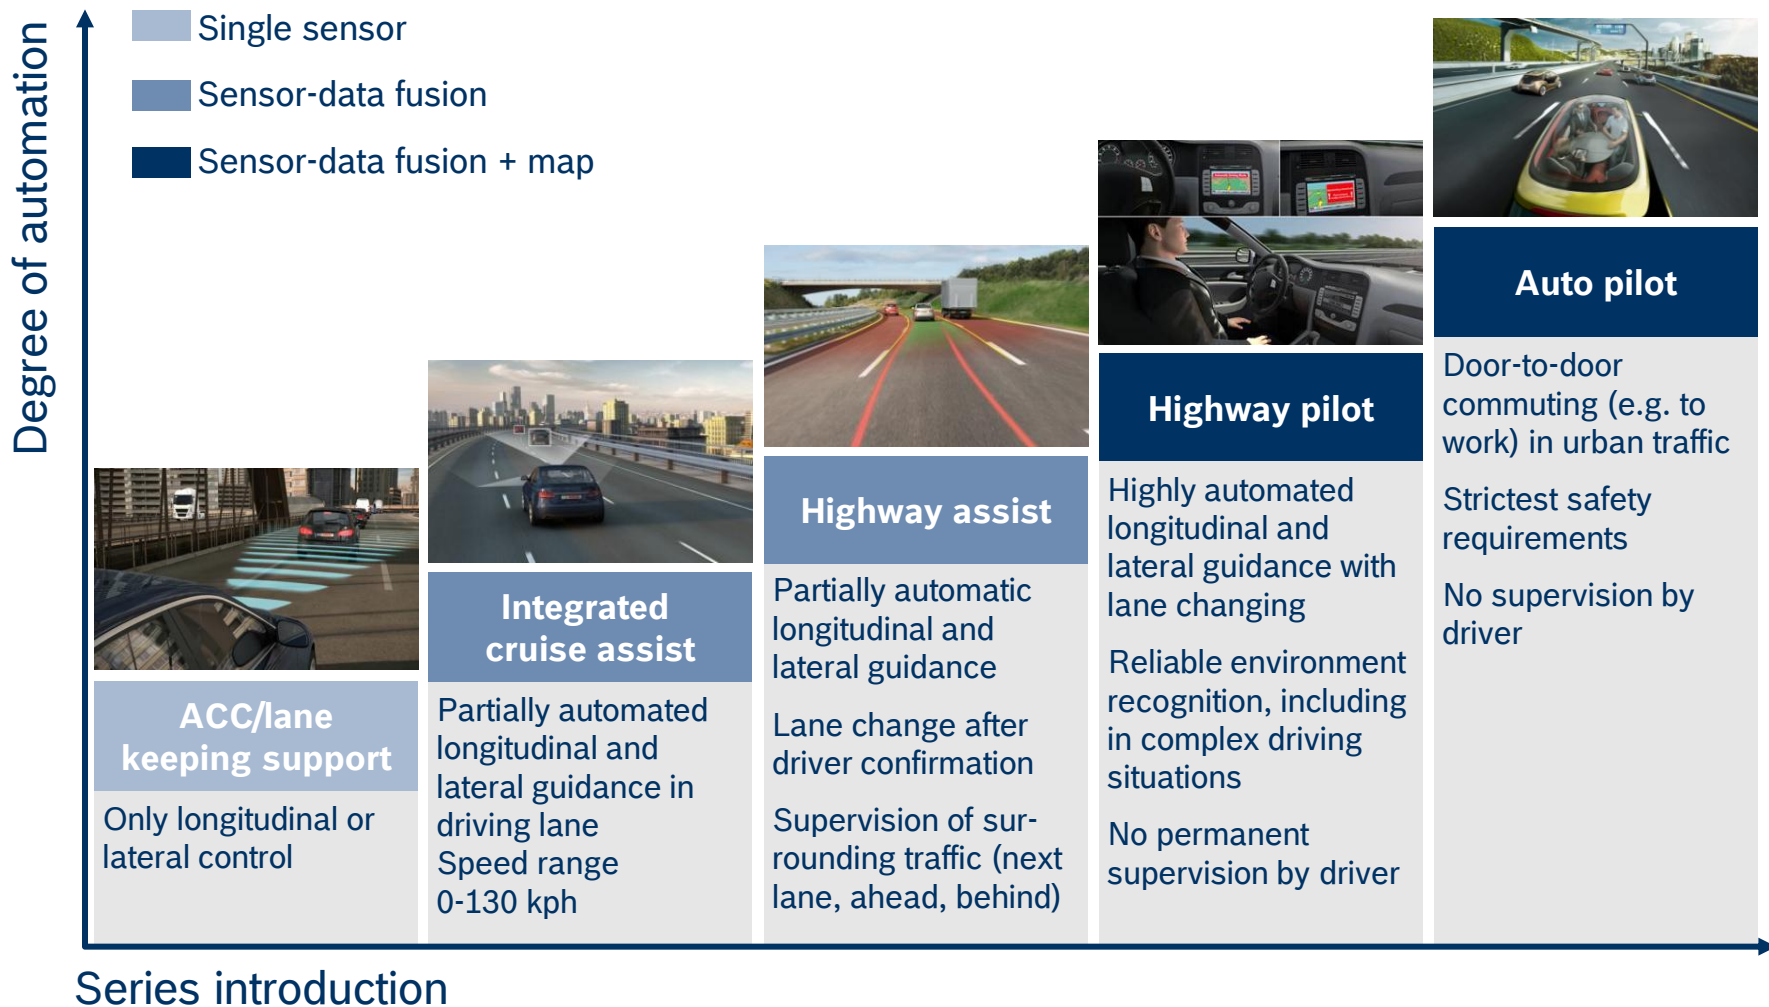 Degree of automation
Single sensor
Sensor-data fusion
Sensor-data fusion + map
ACC/lane
keeping support
Only longitudinal or
lateral control
Integrated
cruise assist
Partially automated
longitudinal and
lateral guidance in
driving lane
Speed range
0-130 kph
Highway assist
Partially automatic
longitudinal and
lateral guidance
Lane change after
driver confirmation
Supervision of sur-
rounding traffic (next
lane, ahead, behind)
Highway pilot
Highly automated
longitudinal and
lateral guidance with
lane changing
Reliable environment
recognition, including
in complex driving
situations
No permanent
supervision by driver
Auto pilot
Door-to-door
commuting (e.g. to
work) in urban traffic
Strictest safety
requirements
No supervision by
driver
Series introduction